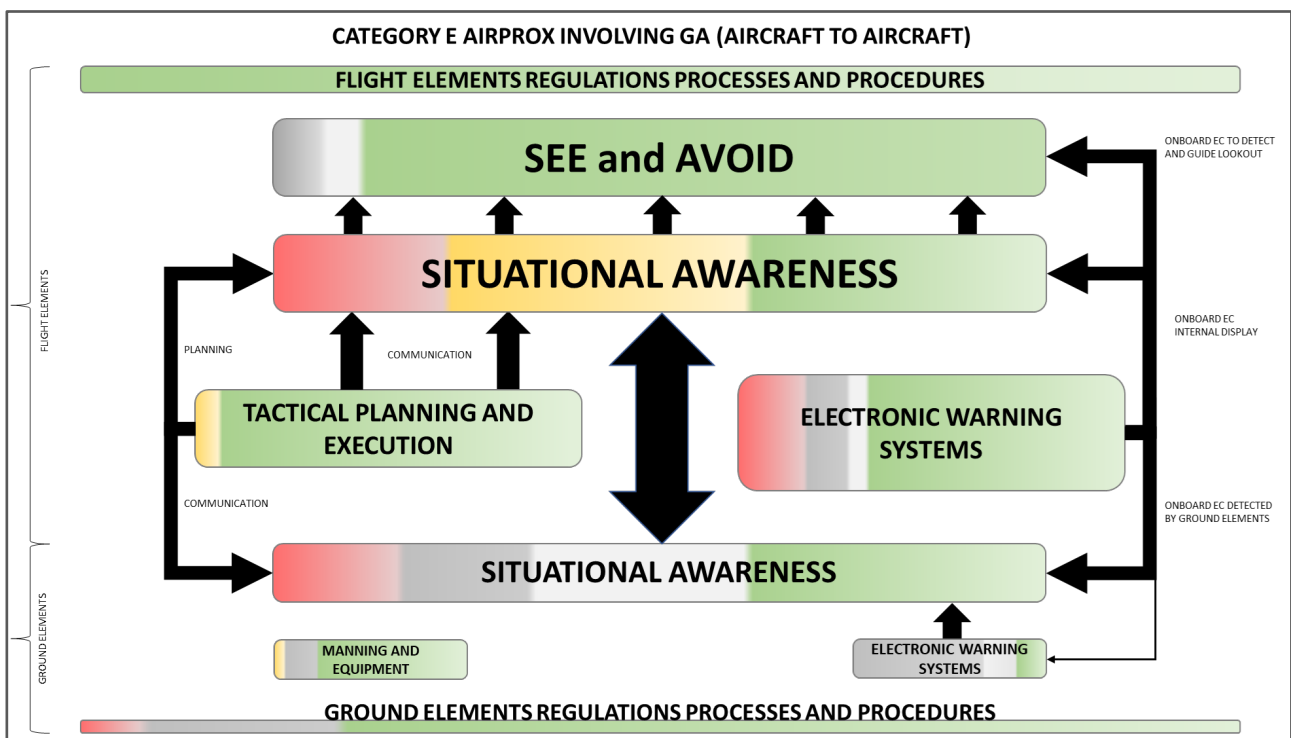 CATEGORY E AIRPROX INVOLVING GA (AIRCRAFT TO AIRCRAFT)
FLIGHT ELEMENTS REGULATIONS PROCESSES AND PROCEDURES
SEE and AVOID
ONBOARD EC TO DETECT
AND GUIDE LOOKOUT
SITUATIONAL AWARENESS
FLIGHT ELEMENTS
ONBOARD EC
INTERNAL DISPLAY
PLANNING
COMMUNICATION
TACTICAL PLANNING AND
EXECUTION
ELECTRONIC WARNING
SYSTEMS
COMMUNICATION
ONBOARD EC DETECTED
BY GROUND ELEMENTS
SITUATIONAL AWARENESS
GROUND ELEMENTS
MANNING AND
EQUIPMENT
ELECTRONIC WARNING
SYSTEMS
GROUND ELEMENTS REGULATIONS PROCESSES AND PROCEDURES